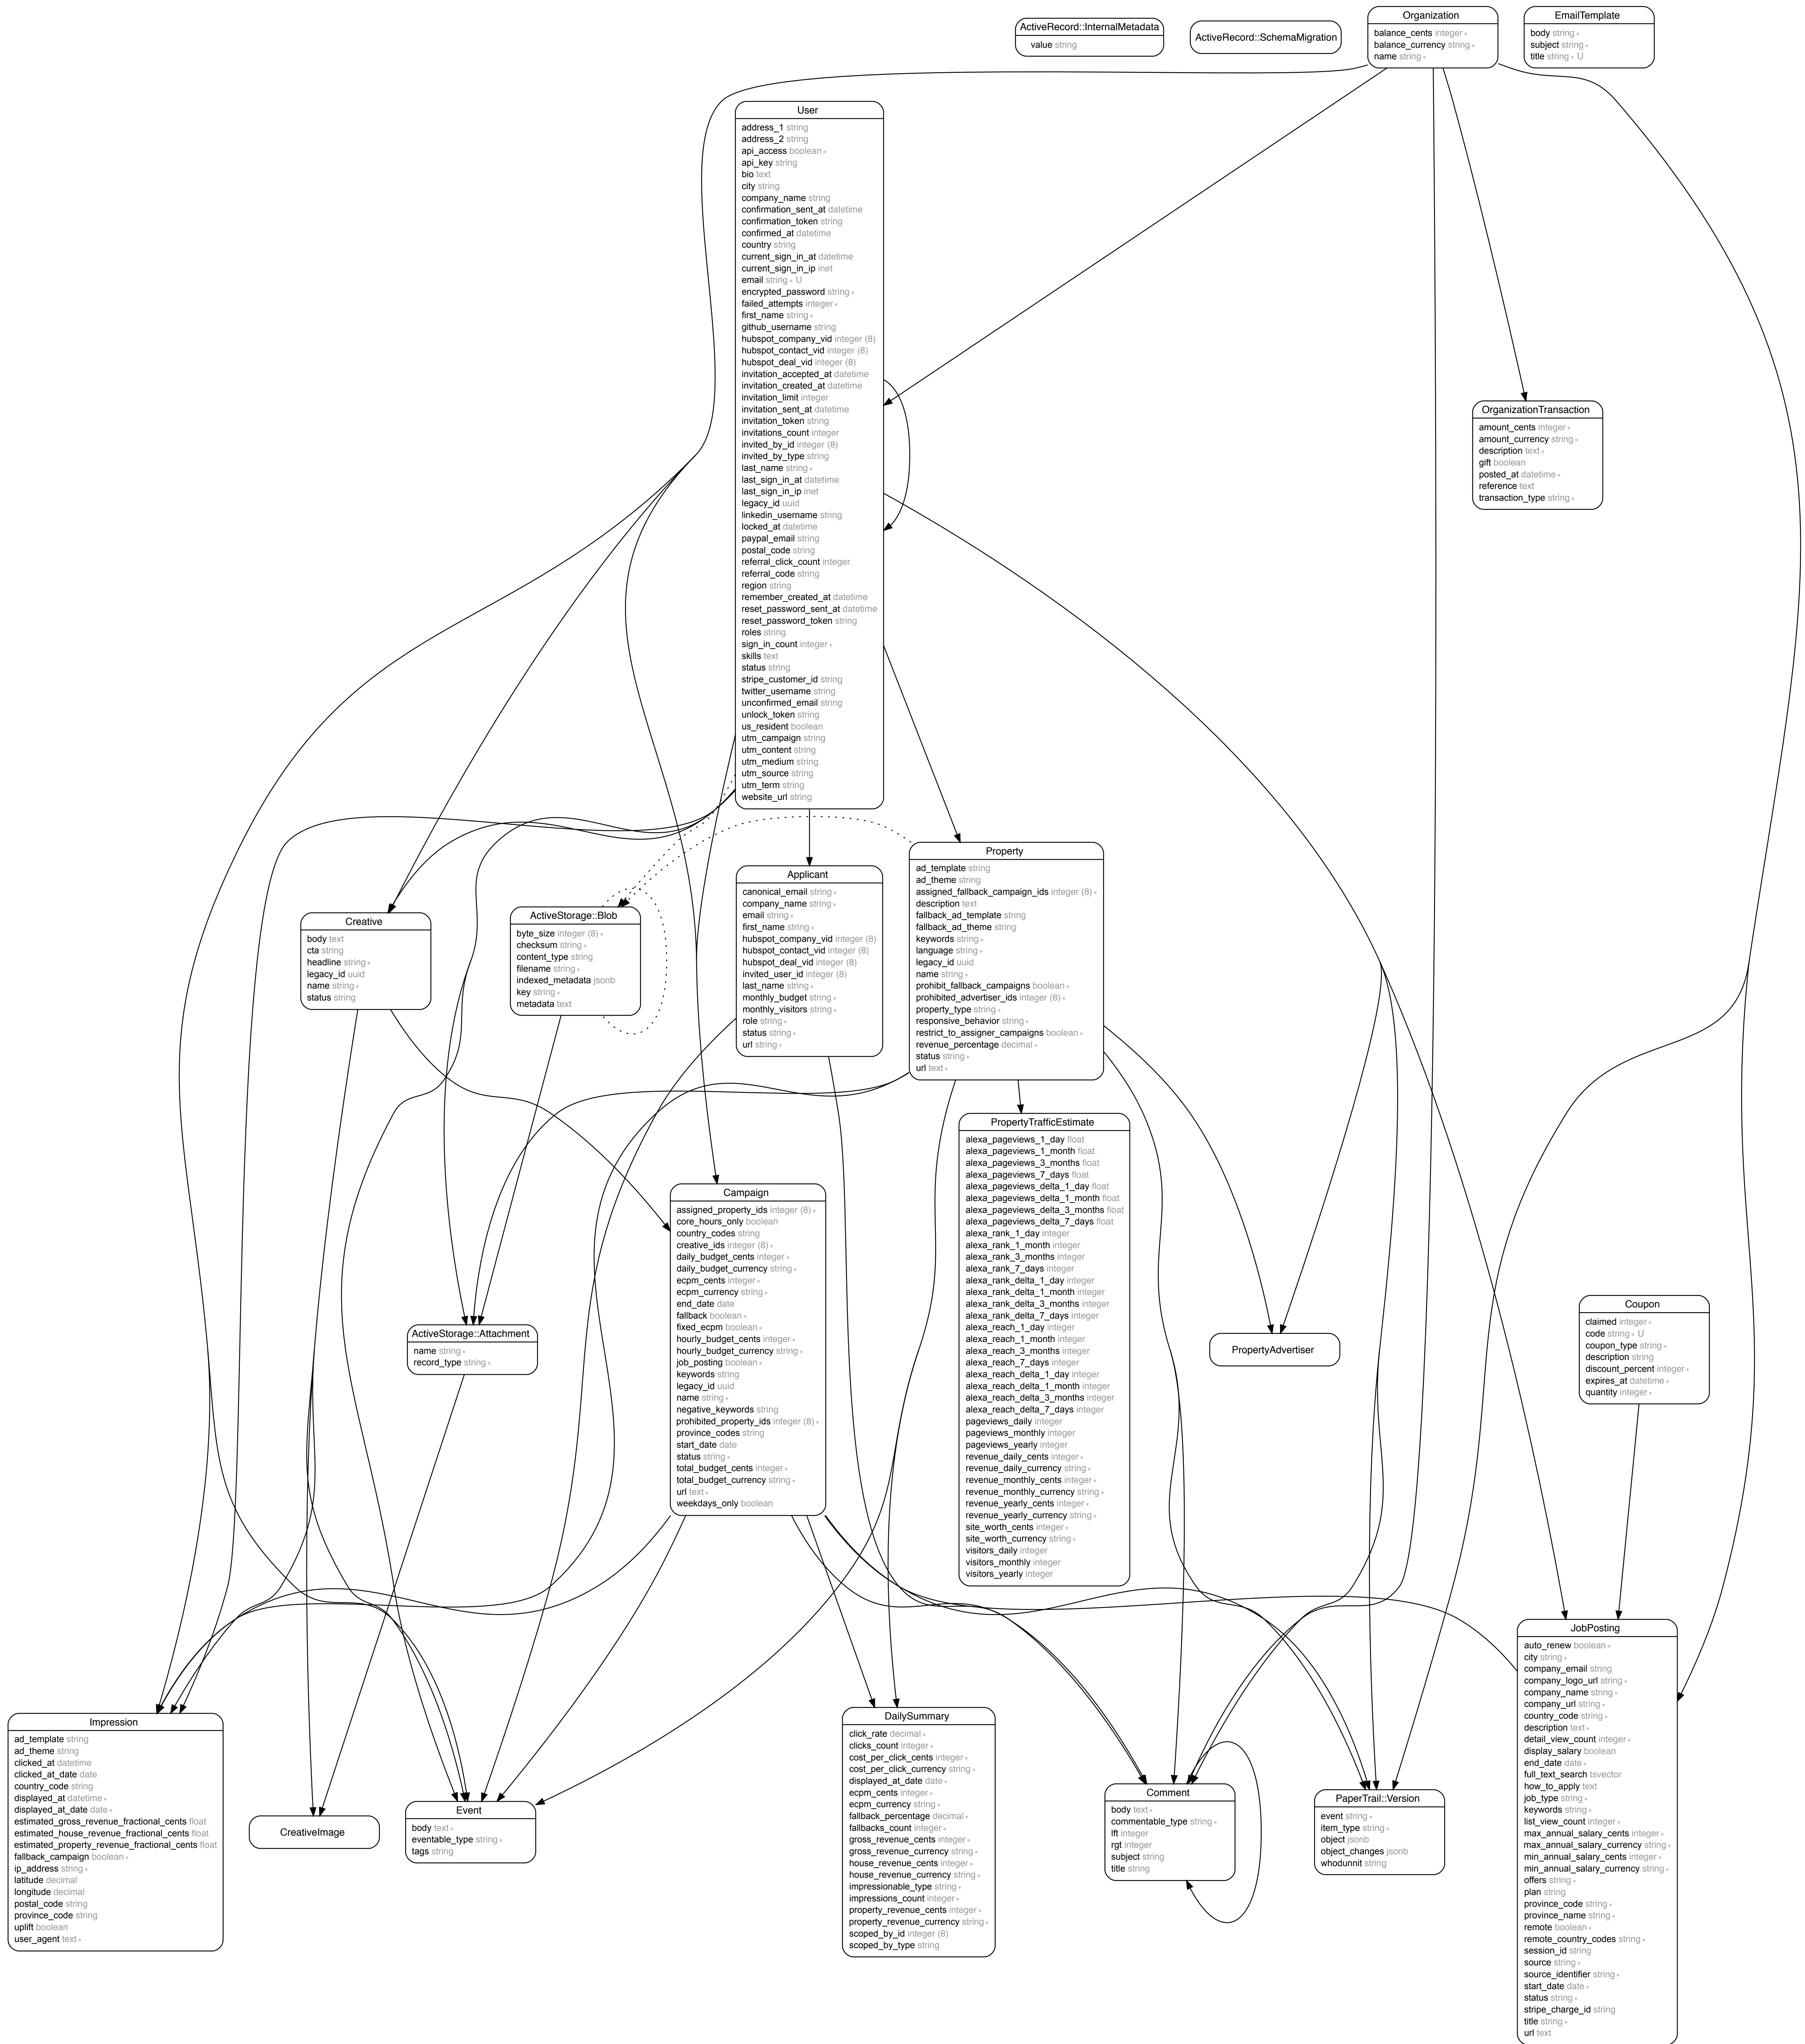 ActiveRecord::InternalMetadata
value string
ActiveRecord::SchemaMigration
Organization
balance_cents integer ∗
balance_currency string ∗
name string ∗
EmailTemplate
body string ∗
subject string ∗
title string ∗ U
User
address_1 string
address_2 string
api_access boolean ∗
api_key string
bio text
city string
company_name string
confirmation_sent_at datetime
confirmation_token string
confirmed_at datetime
country string
current_sign_in_at datetime
current_sign_in_ip inet
email string ∗ U
encrypted_password string ∗
failed_attempts integer ∗
first_name string ∗
github_username string
hubspot_company_vid integer (8)
hubspot_contact_vid integer (8)
hubspot_deal_vid integer (8)
invitation_accepted_at datetime
invitation_created_at datetime
invitation_limit integer
invitation_sent_at datetime
invitation_token string
invitations_count integer
invited_by_id integer (8)
invited_by_type string
last_name string ∗
last_sign_in_at datetime
last_sign_in_ip inet
legacy_id uuid
linkedin_username string
locked_at datetime
paypal_email string
postal_code string
referral_click_count integer
referral_code string
region string
remember_created_at datetime
reset_password_sent_at datetime
reset_password_token string
roles string
sign_in_count integer ∗
skills text
status string
stripe_customer_id string
twitter_username string
unconfirmed_email string
unlock_token string
us_resident boolean
utm_campaign string
utm_content string
utm_medium string
utm_source string
utm_term string
website_url string
OrganizationTransaction
amount_cents integer ∗
amount_currency string ∗
description text ∗
gift boolean
posted_at datetime ∗
reference text
transaction_type string ∗
Creative
body text
cta string
headline string ∗
legacy_id uuid
name string ∗
status string
ActiveStorage::Blob
byte_size integer (8) ∗
checksum string ∗
content_type string
filename string ∗
indexed_metadata jsonb
key string ∗
metadata text
Applicant
canonical_email string ∗
company_name string ∗
email string ∗
first_name string ∗
hubspot_company_vid integer (8)
hubspot_contact_vid integer (8)
hubspot_deal_vid integer (8)
invited_user_id integer (8)
last_name string ∗
monthly_budget string ∗
monthly_visitors string ∗
role string ∗
status string ∗
url string ∗
Property
ad_template string
ad_theme string
assigned_fallback_campaign_ids integer (8) ∗
description text
fallback_ad_template string
fallback_ad_theme string
keywords string ∗
language string ∗
legacy_id uuid
name string ∗
prohibit_fallback_campaigns boolean ∗
prohibited_advertiser_ids integer (8) ∗
property_type string ∗
responsive_behavior string ∗
restrict_to_assigner_campaigns boolean ∗
revenue_percentage decimal ∗
status string ∗
url text ∗
PropertyTrafficEstimate
alexa_pageviews_1_day float
alexa_pageviews_1_month float
alexa_pageviews_3_months float
alexa_pageviews_7_days float
alexa_pageviews_delta_1_day float
alexa_pageviews_delta_1_month float
alexa_pageviews_delta_3_months float
alexa_pageviews_delta_7_days float
alexa_rank_1_day integer
alexa_rank_1_month integer
alexa_rank_3_months integer
alexa_rank_7_days integer
alexa_rank_delta_1_day integer
alexa_rank_delta_1_month integer
alexa_rank_delta_3_months integer
alexa_rank_delta_7_days integer
alexa_reach_1_day integer
alexa_reach_1_month integer
alexa_reach_3_months integer
alexa_reach_7_days integer
alexa_reach_delta_1_day integer
alexa_reach_delta_1_month integer
alexa_reach_delta_3_months integer
alexa_reach_delta_7_days integer
pageviews_daily integer
pageviews_monthly integer
pageviews_yearly integer
revenue_daily_cents integer ∗
revenue_daily_currency string ∗
revenue_monthly_cents integer ∗
revenue_monthly_currency string ∗
revenue_yearly_cents integer ∗
revenue_yearly_currency string ∗
site_worth_cents integer ∗
site_worth_currency string ∗
visitors_daily integer
visitors_monthly integer
visitors_yearly integer
Campaign
assigned_property_ids integer (8) ∗
core_hours_only boolean
country_codes string
creative_ids integer (8) ∗
daily_budget_cents integer ∗
daily_budget_currency string ∗
ecpm_cents integer ∗
ecpm_currency string ∗
end_date date
fallback boolean ∗
fixed_ecpm boolean ∗
hourly_budget_cents integer ∗
hourly_budget_currency string ∗
job_posting boolean ∗
keywords string
legacy_id uuid
name string ∗
negative_keywords string
prohibited_property_ids integer (8) ∗
province_codes string
start_date date
status string ∗
total_budget_cents integer ∗
total_budget_currency string ∗
url text ∗
weekdays_only boolean
ActiveStorage::Attachment
name string ∗
record_type string ∗
PropertyAdvertiser
Coupon
claimed integer ∗
code string ∗ U
coupon_type string ∗
description string
discount_percent integer ∗
expires_at datetime ∗
quantity integer ∗
Impression
ad_template string
ad_theme string
clicked_at datetime
clicked_at_date date
country_code string
displayed_at datetime ∗
displayed_at_date date ∗
estimated_gross_revenue_fractional_cents float
estimated_house_revenue_fractional_cents float
estimated_property_revenue_fractional_cents float
fallback_campaign boolean ∗
ip_address string ∗
latitude decimal
longitude decimal
postal_code string
province_code string
uplift boolean
user_agent text ∗
CreativeImage
Event
body text ∗
eventable_type string ∗
tags string
DailySummary
click_rate decimal ∗
clicks_count integer ∗
cost_per_click_cents integer ∗
cost_per_click_currency string ∗
displayed_at_date date ∗
ecpm_cents integer ∗
ecpm_currency string ∗
fallback_percentage decimal ∗
fallbacks_count integer ∗
gross_revenue_cents integer ∗
gross_revenue_currency string ∗
house_revenue_cents integer ∗
house_revenue_currency string ∗
impressionable_type string ∗
impressions_count integer ∗
property_revenue_cents integer ∗
property_revenue_currency string ∗
scoped_by_id integer (8)
scoped_by_type string
Comment
body text ∗
commentable_type string ∗
lft integer
rgt integer
subject string
title string
PaperTrail::Version
event string ∗
item_type string ∗
object jsonb
object_changes jsonb
whodunnit string
JobPosting
auto_renew boolean ∗
city string ∗
company_email string
company_logo_url string ∗
company_name string ∗
company_url string ∗
country_code string ∗
description text ∗
detail_view_count integer ∗
display_salary boolean
end_date date ∗
full_text_search tsvector
how_to_apply text
job_type string ∗
keywords string ∗
list_view_count integer ∗
max_annual_salary_cents integer ∗
max_annual_salary_currency string ∗
min_annual_salary_cents integer ∗
min_annual_salary_currency string ∗
offers string ∗
plan string
province_code string ∗
province_name string ∗
remote boolean ∗
remote_country_codes string ∗
session_id string
source string ∗
source_identifier string ∗
start_date date ∗
status string ∗
stripe_charge_id string
title string ∗
url text